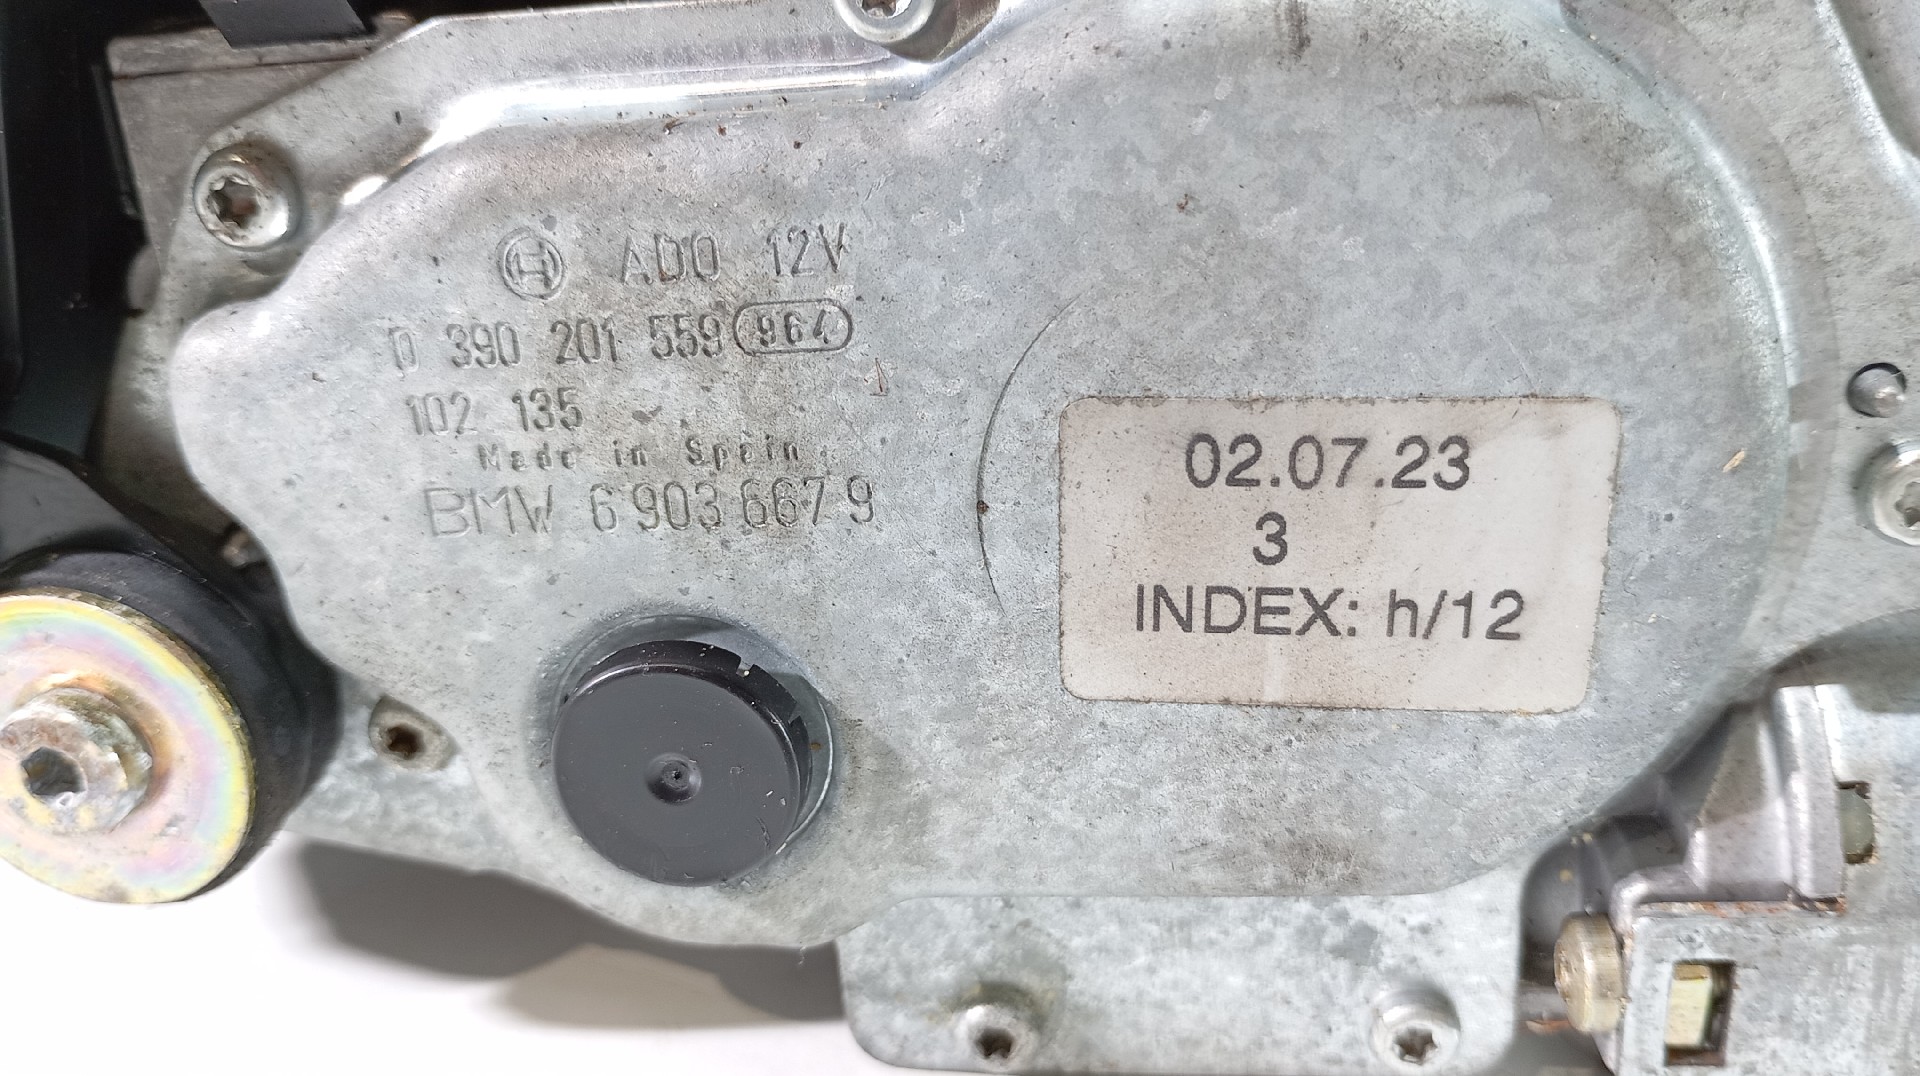 ADO 12V
0 390 201 559 964
102 135
Made in Spain
BMW 6 903 667 9
02.07.23
3
INDEX: h/12